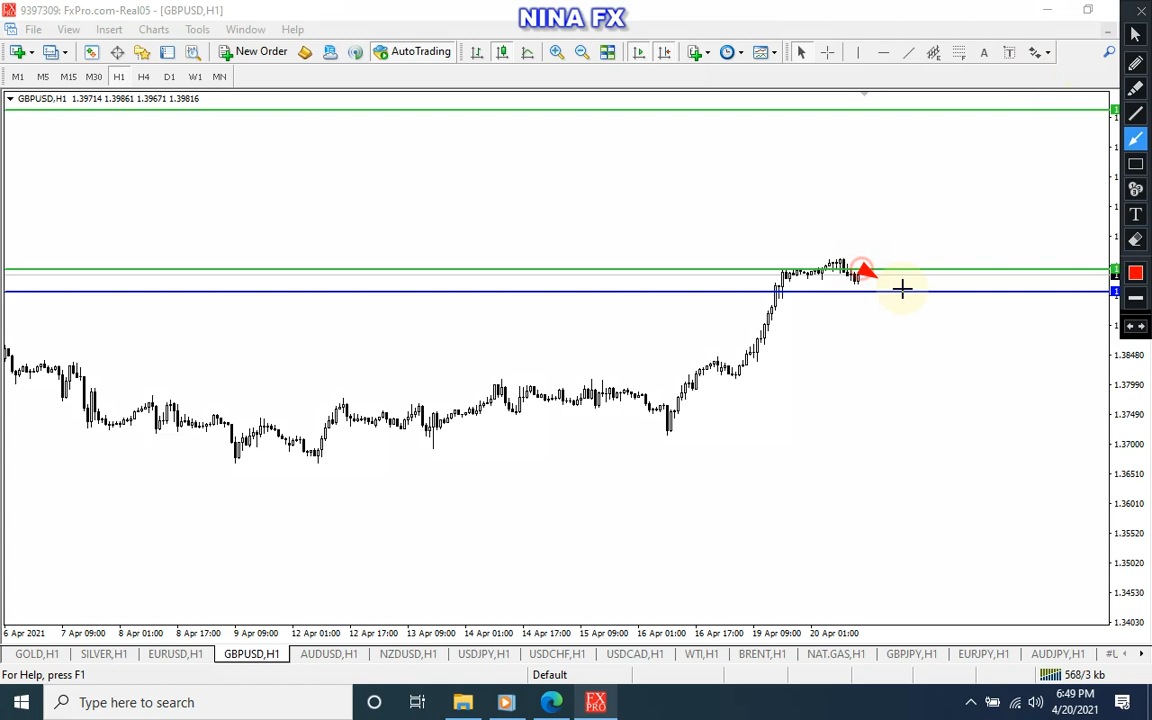 9397309: FxPro.com-Real05 - [GBPUSD,H1]
NINA FX
File View Insert Charts Tools Window Help
New Order AutoTrading
M1 M5 M15 M30 H1 H4 D1 W1 MN
GBPUSD,H1 1.39714 1.39861 1.39671 1.39816
1.38480
1.37990
1.37490
1.37000
1.36510
1.36010
1.35520
1.35020
1.34530
1.34030
6 Apr 2021 7 Apr 09:00 8 Apr 01:00 8 Apr 17:00 9 Apr 09:00 12 Apr 01:00 12 Apr 17:00 13 Apr 09:00 14 Apr 01:00 14 Apr 17:00 15 Apr 09:00 16 Apr 01:00 16 Apr 17:00 19 Apr 09:00 20 Apr 01:00
GOLD,H1 SILVER,H1 EURUSD,H1 GBPUSD,H1 AUDUSD,H1 NZDUSD,H1 USDJPY,H1 USDCHF,H1 USDCAD,H1 WTI,H1 BRENT,H1 NAT.GAS,H1 GBPJPY,H1 EURJPY,H1 AUDJPY,H1 #U
For Help, press F1 Default 568/3 kb
Type here to search
FX PRO
6:49 PM
4/20/2021